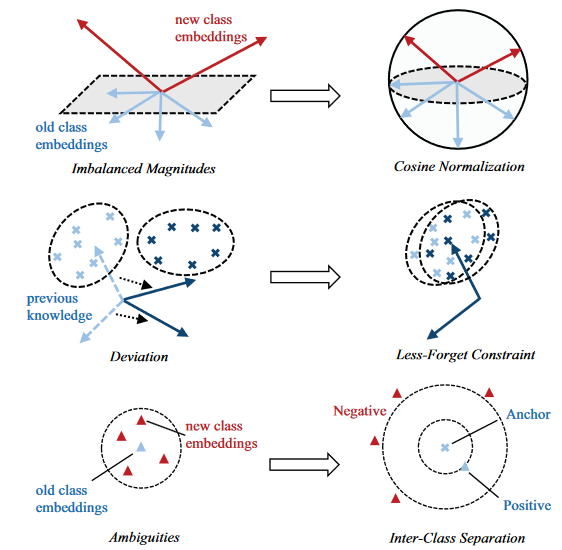 new class
embeddings
old class
embeddings
Imbalanced Magnitudes
Cosine Normalization
previous
knowledge
Deviation
Less-Forget Constraint
new class
embeddings
old class
embeddings
Ambiguities
Negative
Anchor
Positive
Inter-Class Separation